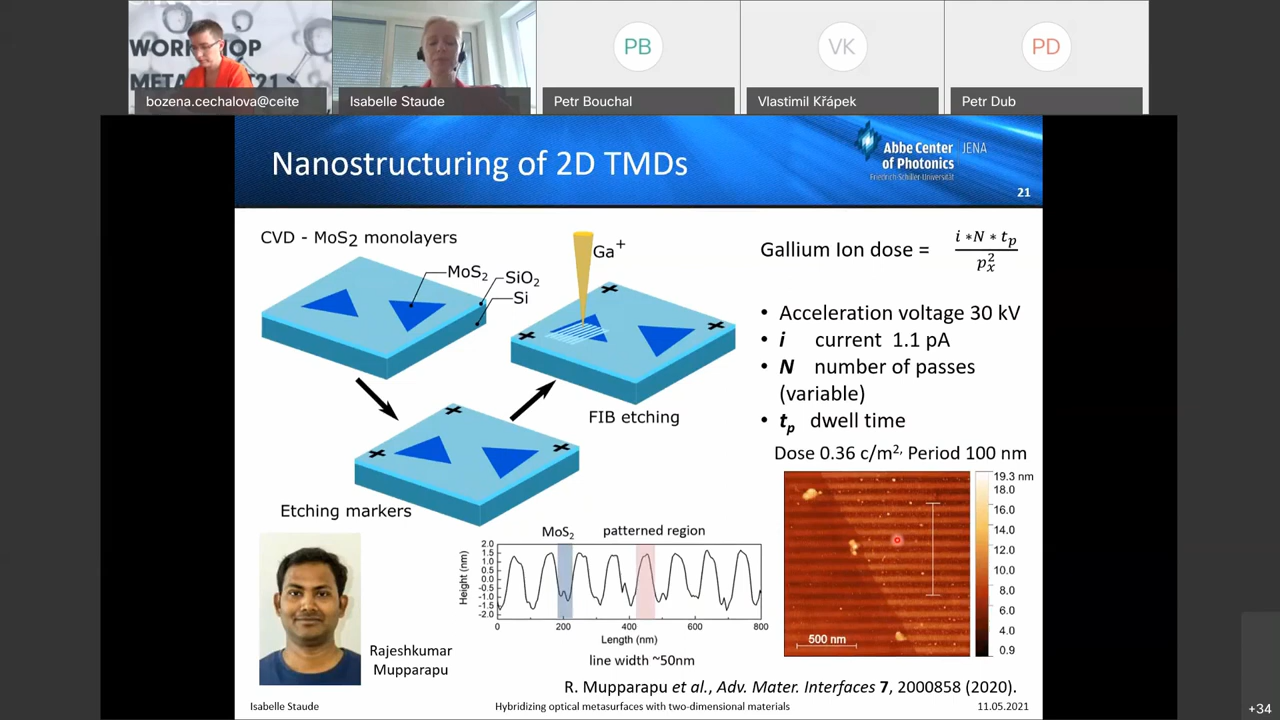 WORKSHOP
bozena.cechalova@ceite
Isabelle Staude
PB
Petr Bouchal
VK
Vlastimil Křápek
PD
Petr Dub
Nanostructuring of 2D TMDs
Abbe Center
of Photonics
JENA
Friedrich-Schiller-Universität
21
CVD - MoS2 monolayers
MoS2
SiO2
Si
Ga+
FIB etching
Etching markers
Gallium Ion dose = i *N * tp / px^2
• Acceleration voltage 30 kV
• i current 1.1 pA
• N number of passes
(variable)
• tp dwell time
Dose 0.36 c/m2, Period 100 nm
19.3 nm
18.0
16.0
14.0
12.0
10.0
8.0
6.0
4.0
0.9
500 nm
MoS2
patterned region
Height (nm)
2.0
1.5
1.0
0.5
0.0
-0.5
-1.0
-1.5
-2.0
0
200
400
600
800
Length (nm)
line width ~50nm
Rajeshkumar
Mupparapu
R. Mupparapu et al., Adv. Mater. Interfaces 7, 2000858 (2020).
Isabelle Staude
Hybridizing optical metasurfaces with two-dimensional materials
11.05.2021
+34